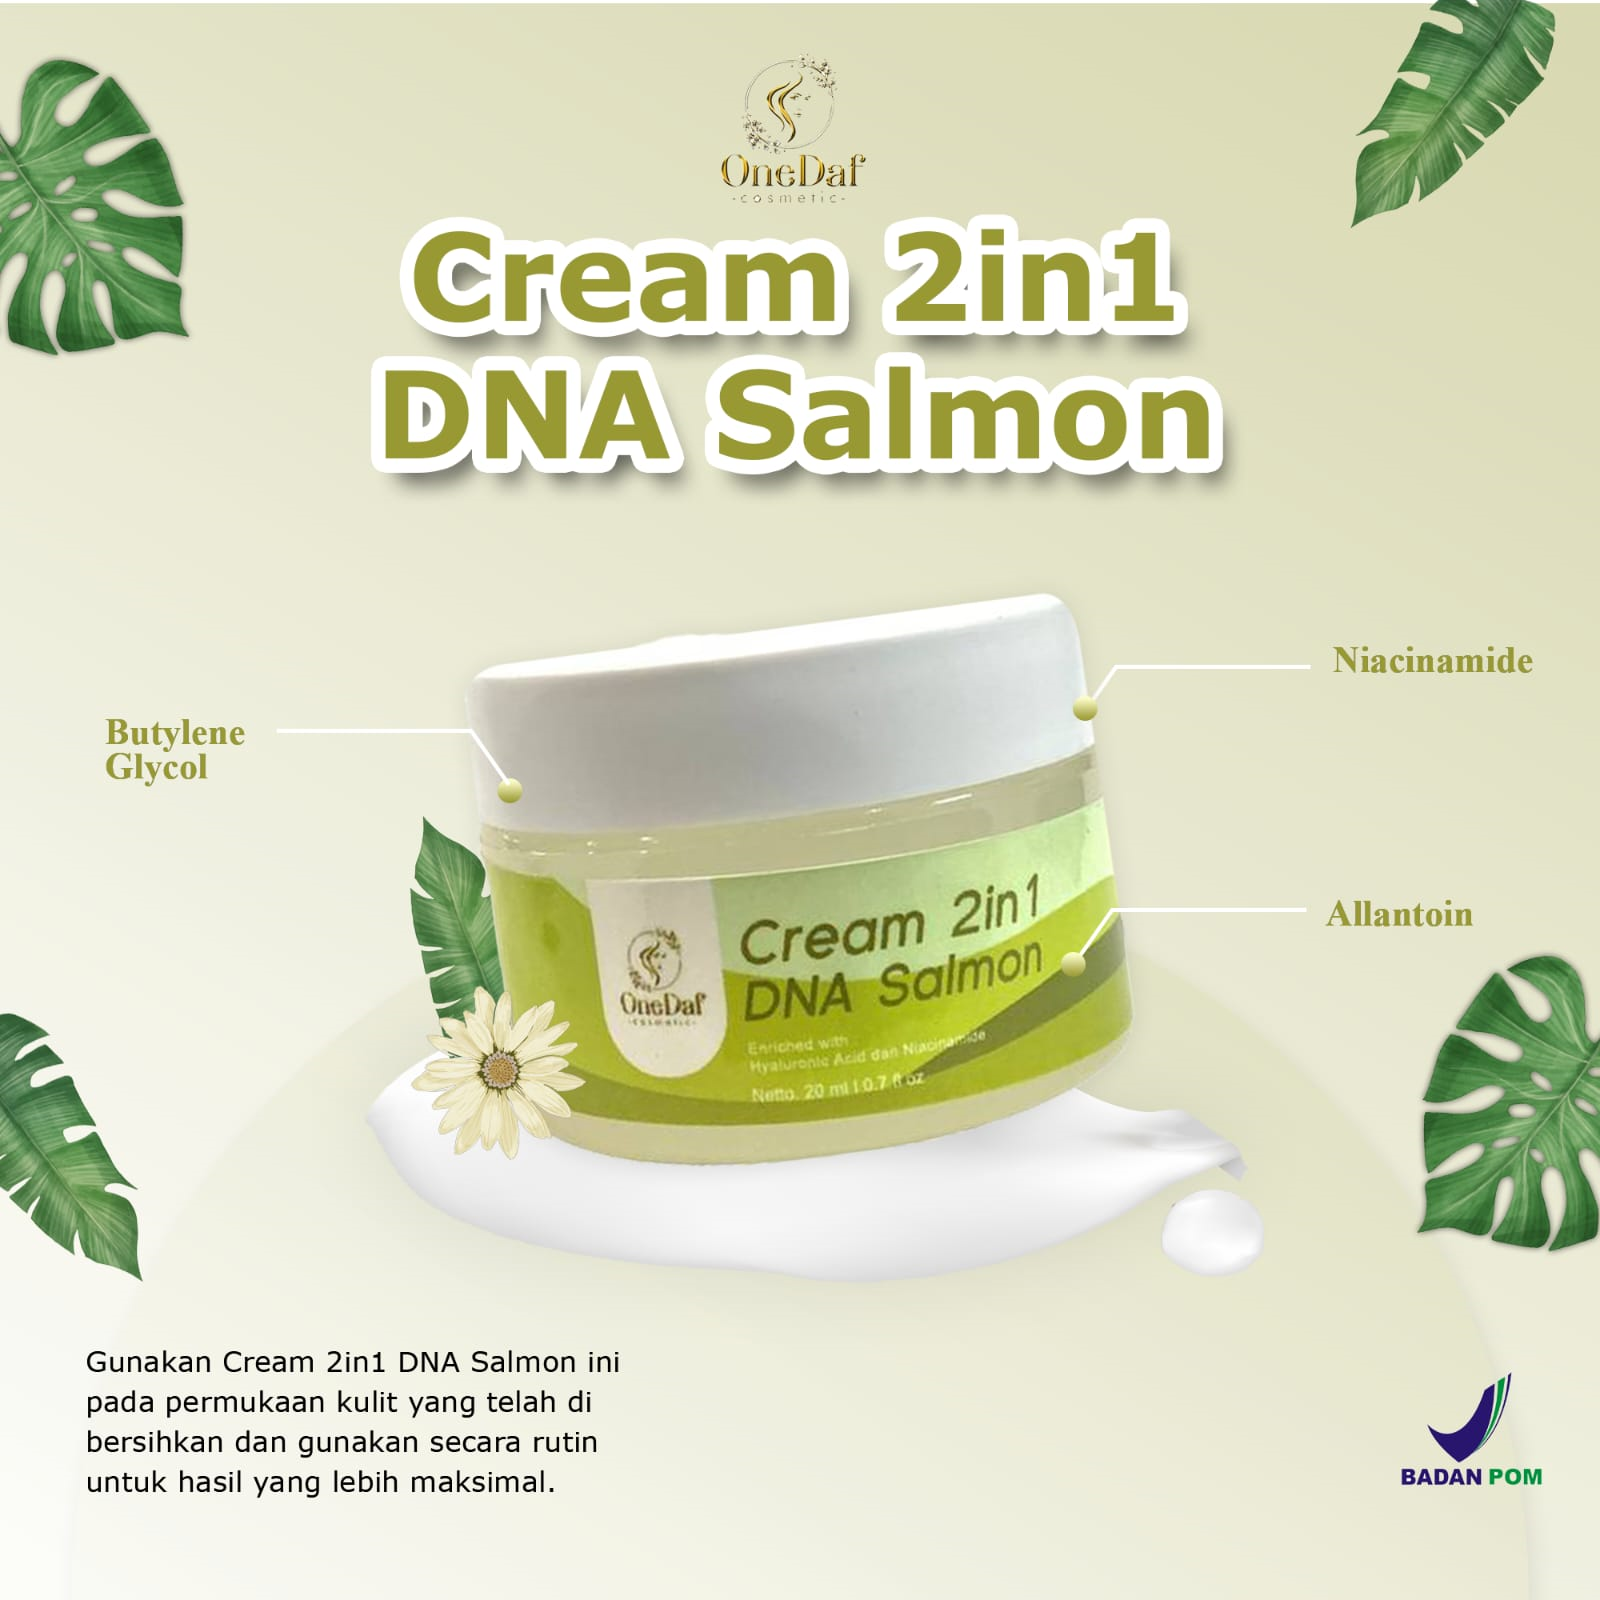 OneDaf
-cosmetic-
Cream 2in1
DNA Salmon
Niacinamide
Butylene
Glycol
Allantoin
Cream 2in1
DNA Salmon
OneDaf
-cosmetic-
Enriched with
Hyaluronic Acid dan Niacinamide
Netto. 20 ml | 0.7 fl oz
Gunakan Cream 2in1 DNA Salmon ini
pada permukaan kulit yang telah di
bersihkan dan gunakan secara rutin
untuk hasil yang lebih maksimal.
BADAN POM